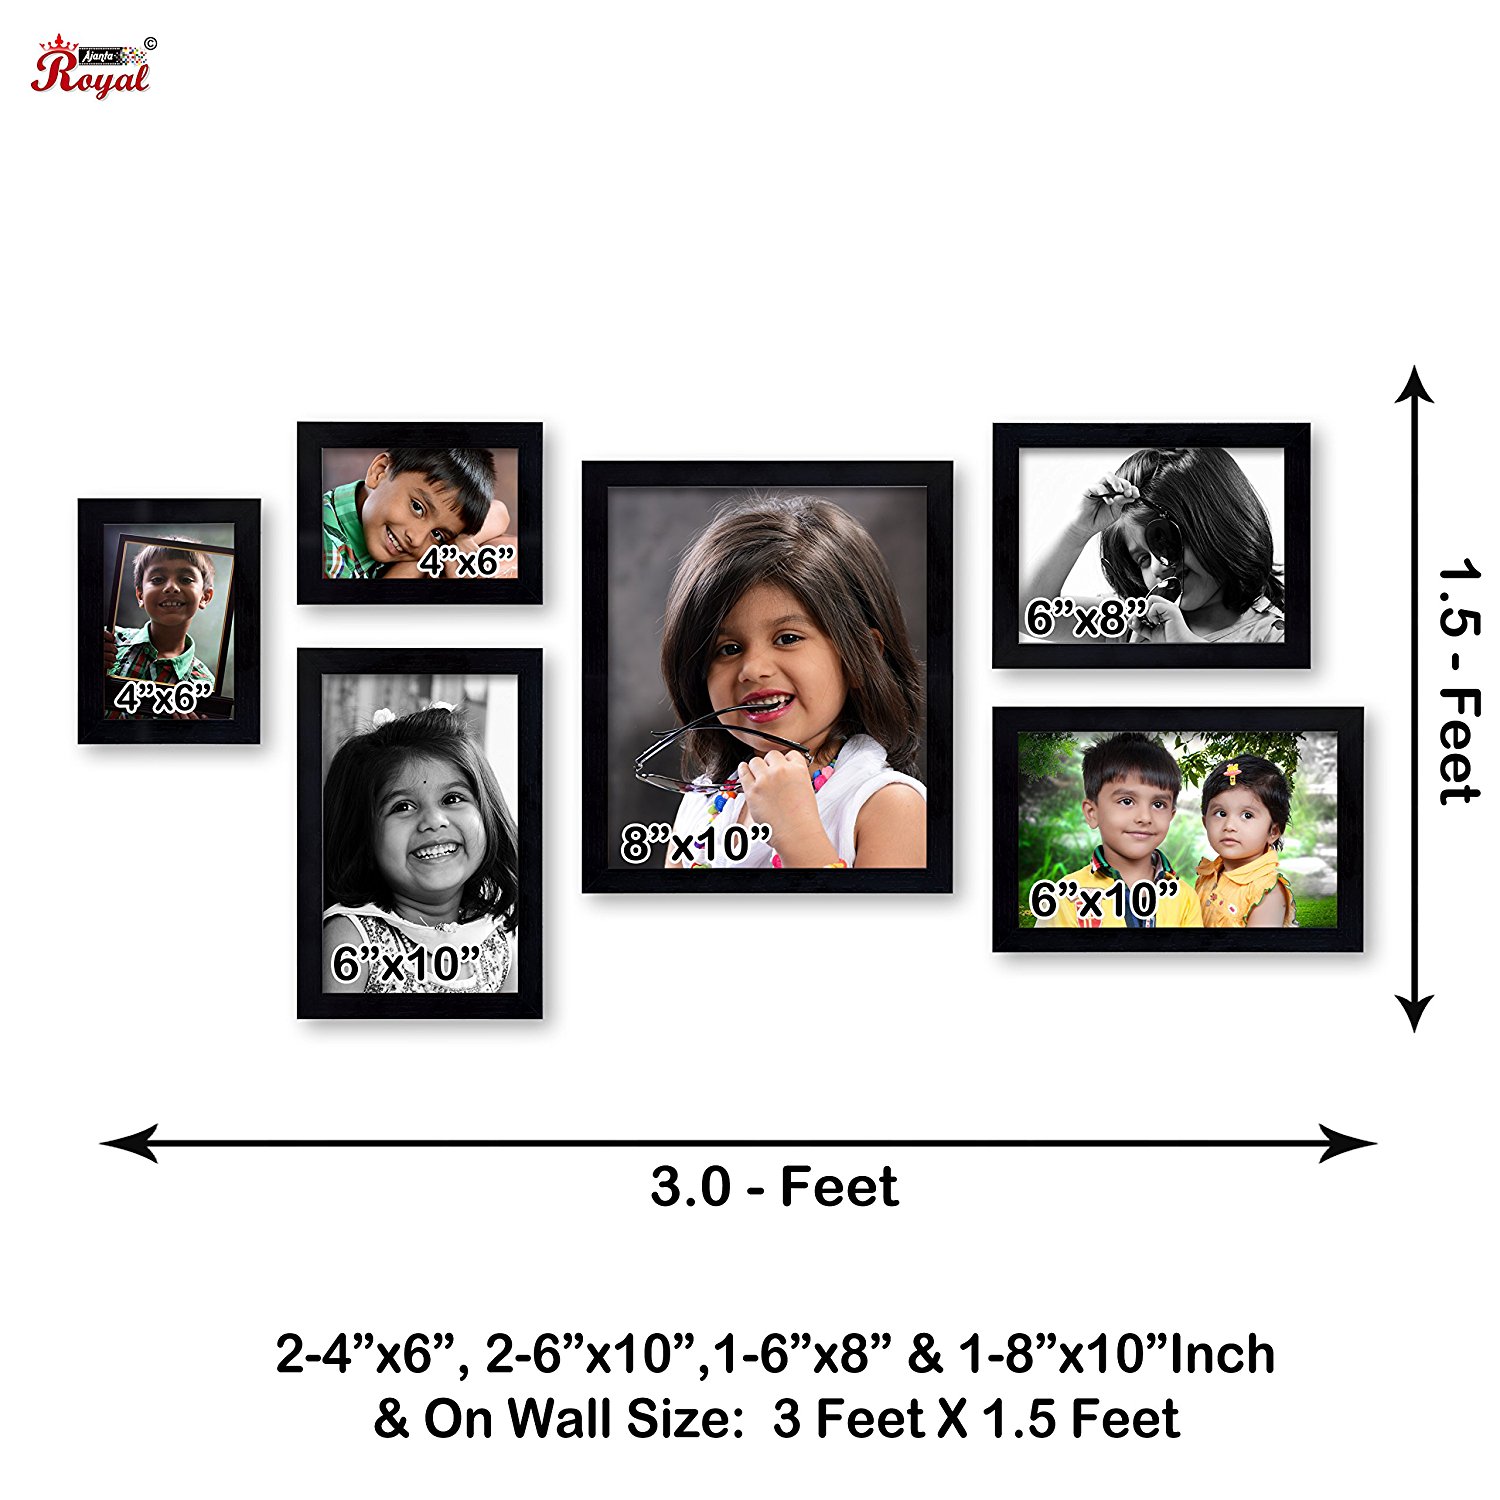 Ajanta ©
Royal
4”x6”
4”x6”
6”x10”
8”x10”
6”x8”
6”x10”
1.5 - Feet
3.0 - Feet
2-4”x6”, 2-6”x10”,1-6”x8” & 1-8”x10”Inch
& On Wall Size:  3 Feet X 1.5 Feet